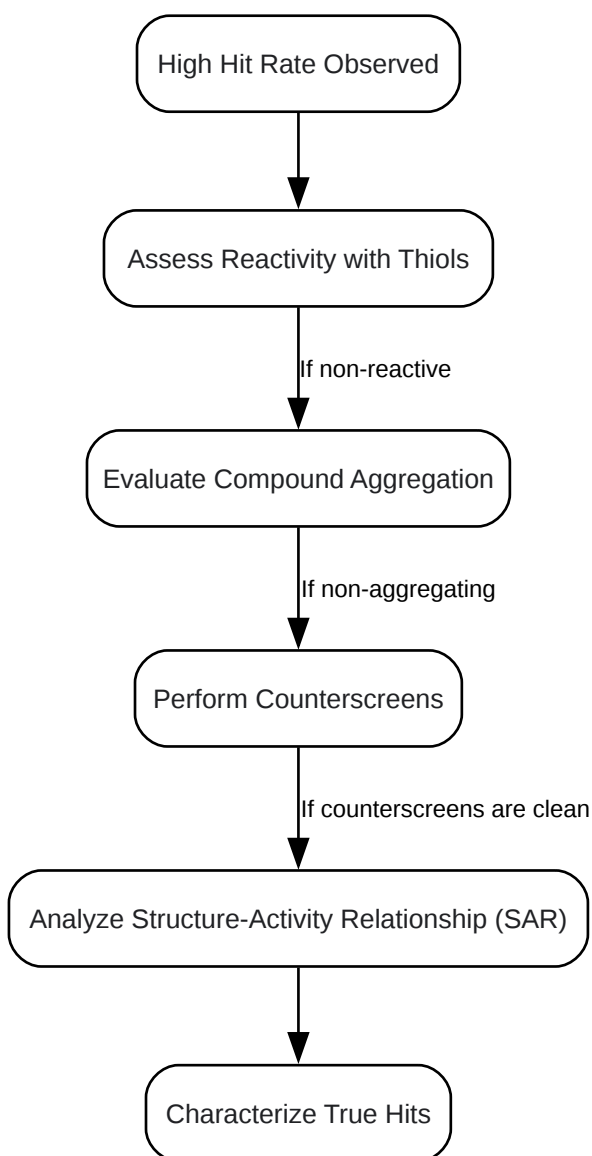 High Hit Rate Observed
Assess Reactivity with Thiols
If non-reactive
Evaluate Compound Aggregation
If non-aggregating
Perform Counterscreens
If counterscreens are clean
Analyze Structure-Activity Relationship (SAR)
Characterize True Hits